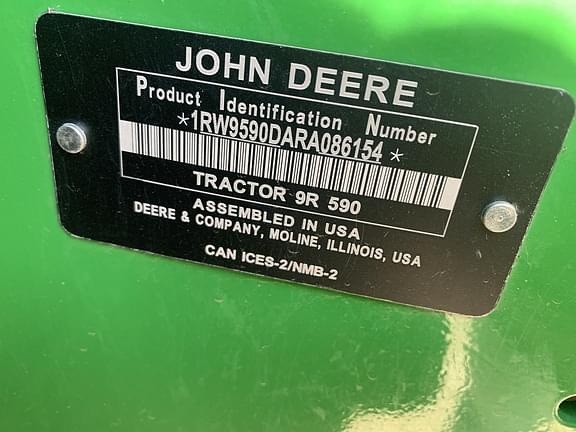 JOHN DEERE
Product Identification Number
*1RW9590DARA086154*
TRACTOR 9R 590
ASSEMBLED IN USA
DEERE & COMPANY, MOLINE, ILLINOIS, USA
CAN ICES-2/NMB-2